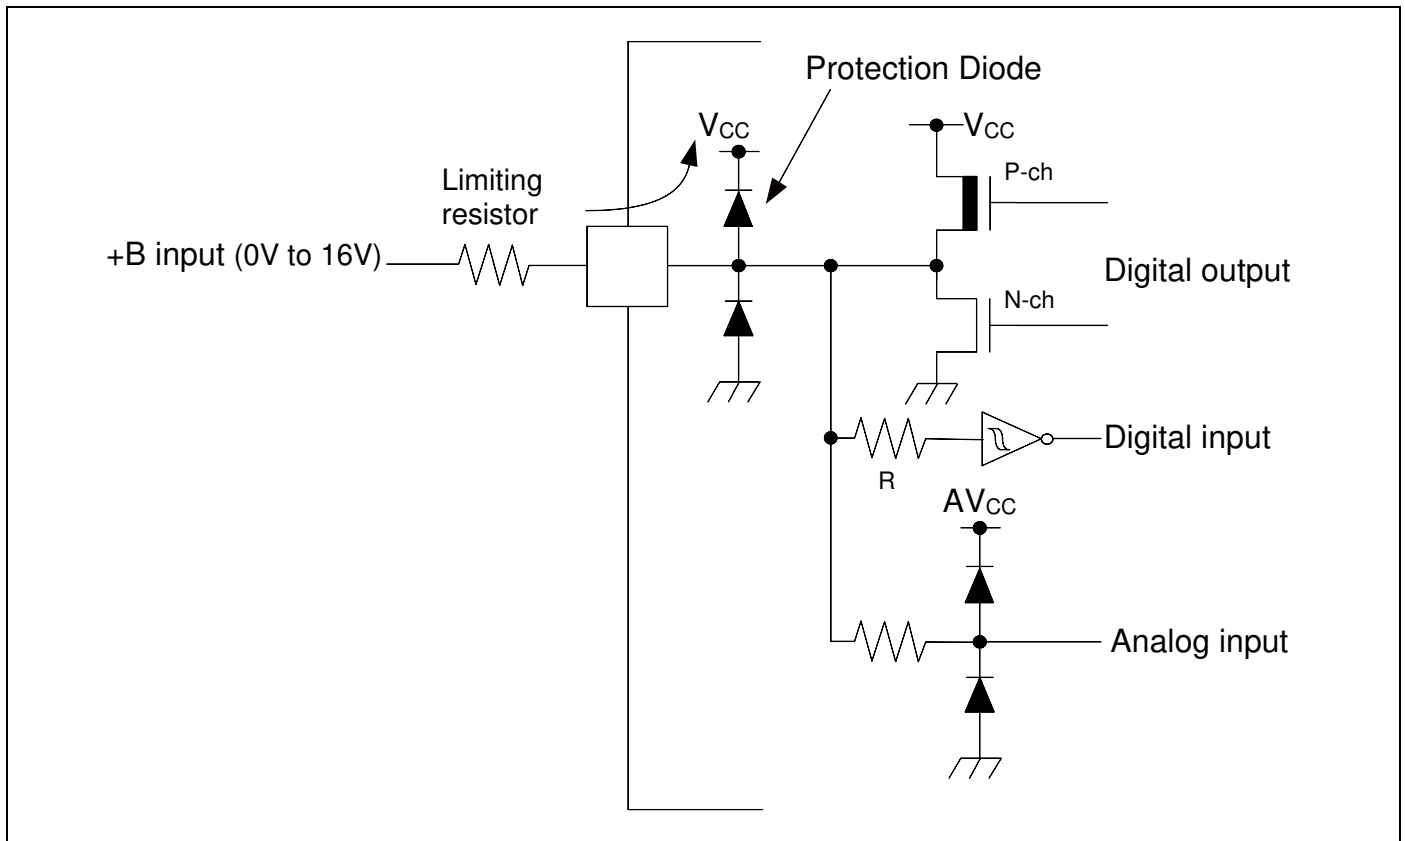 Protection Diode
VCC
VCC
P-ch
Limiting
resistor
+B input (0V to 16V)
Digital output
N-ch
Digital input
R
AVCC
Analog input